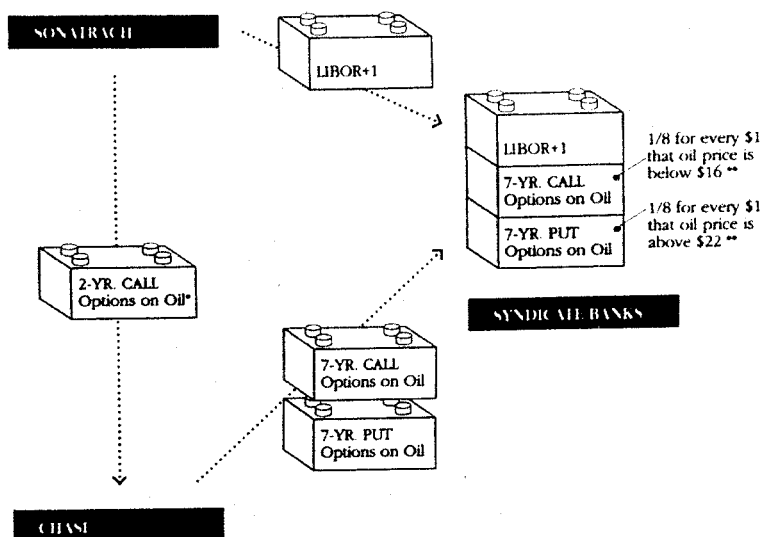 SONATRACH
LIBOR+1
LIBOR+1
7-YR. CALL
Options on Oil
7-YR. PUT
Options on Oil
1/8 for every $1
that oil price is
below $16 **
1/8 for every $1
that oil price is
above $22 **
SYNDICATE BANKS
2-YR. CALL
Options on Oil*
7-YR. CALL
Options on Oil
7-YR. PUT
Options on Oil
CHASE